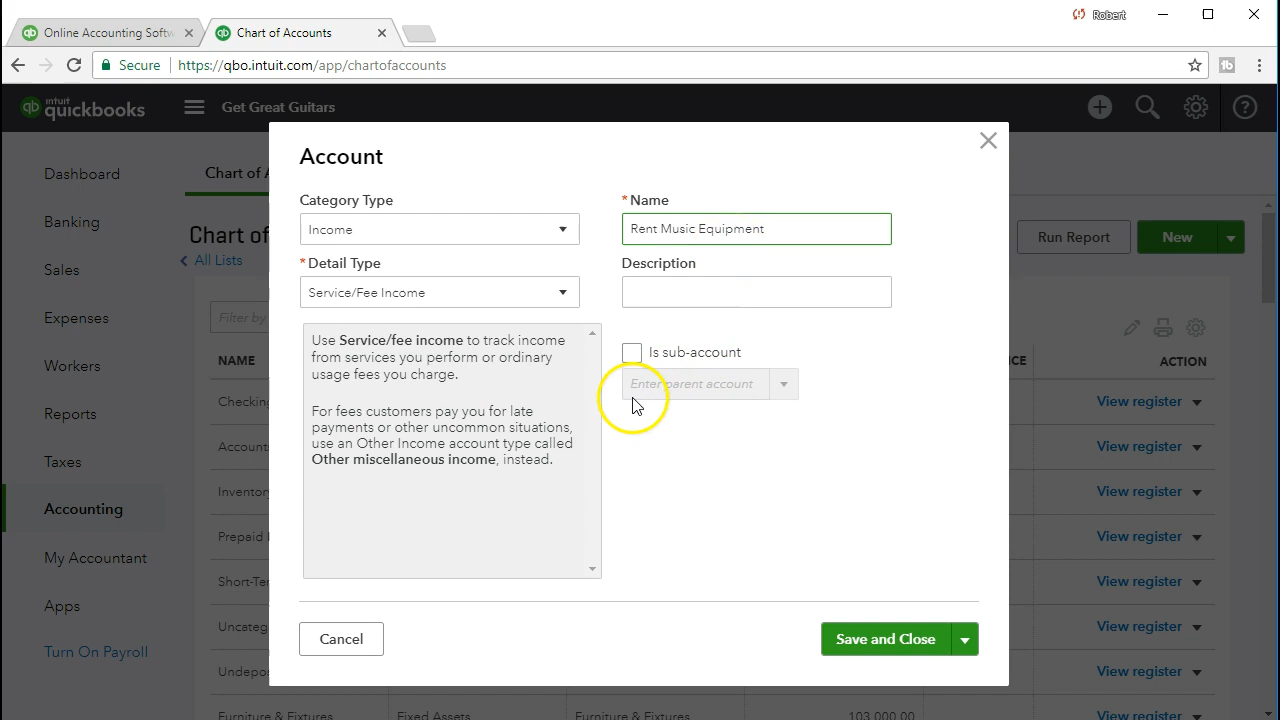 Online Accounting Softw
Chart of Accounts
Robert
Secure
https://qbo.intuit.com/app/chartofaccounts
qb intuit quickbooks
Get Great Guitars
Dashboard
Banking
Sales
Expenses
Workers
Reports
Taxes
Accounting
My Accountant
Apps
Turn On Payroll
Chart of A
Chart of
All Lists
Run Report
New
Filter by
NAME
NCE
ACTION
Checking
View register
Accounts
View register
Inventory
View register
Prepaid
View register
Short-Te
View register
Uncateg
View register
Undepo
View register
Furniture & Fixtures
Fixed Assets
Furniture & Fixtures
103,000.00
Account
Category Type
Income
* Detail Type
Service/Fee Income
Use Service/fee income to track income
from services you perform or ordinary
usage fees you charge.
For fees customers pay you for late
payments or other uncommon situations,
use an Other Income account type called
Other miscellaneous income, instead.
* Name
Rent Music Equipment
Description
Is sub-account
Enter parent account
Cancel
Save and Close